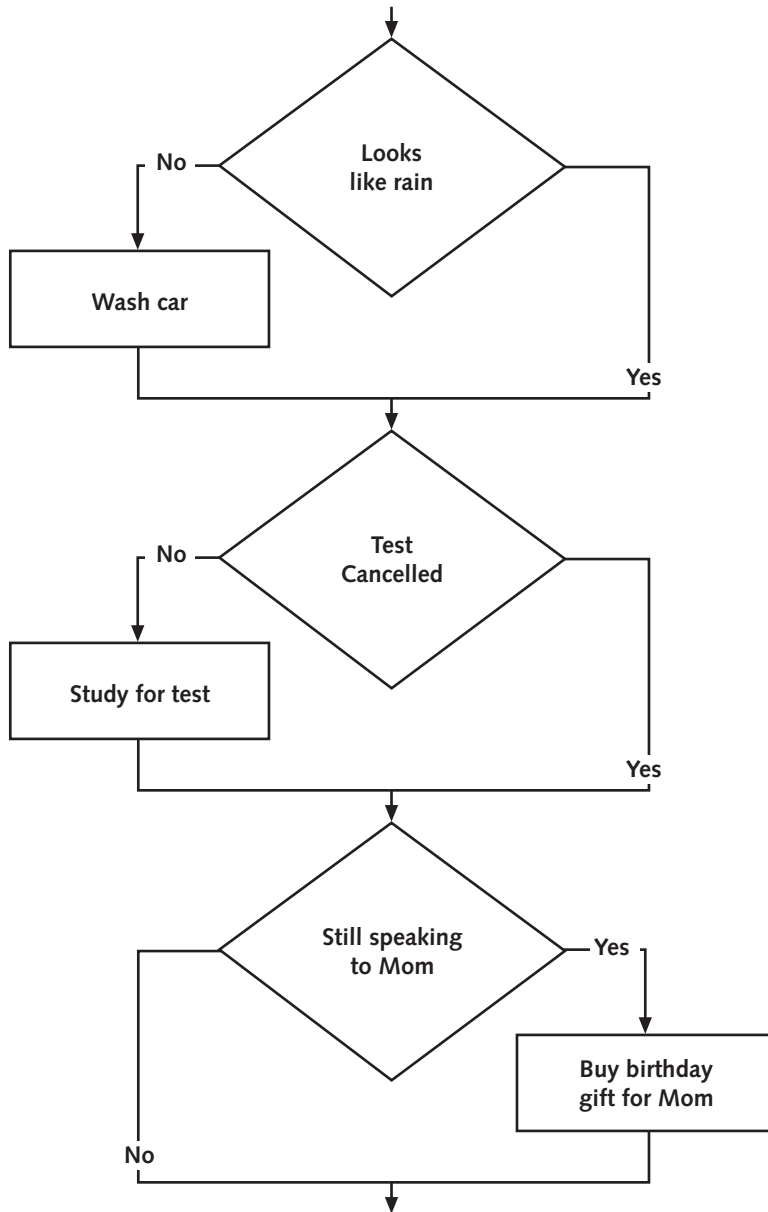 Looks
like rain
No
Wash car
Yes
Test
Cancelled
No
Study for test
Yes
Still speaking
to Mom
Yes
Buy birthday
gift for Mom
No